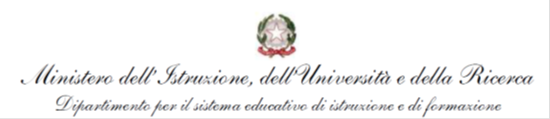 Ministero dell'Istruzione, dell'Università e della Ricerca
Dipartimento per il sistema educativo di istruzione e di formazione